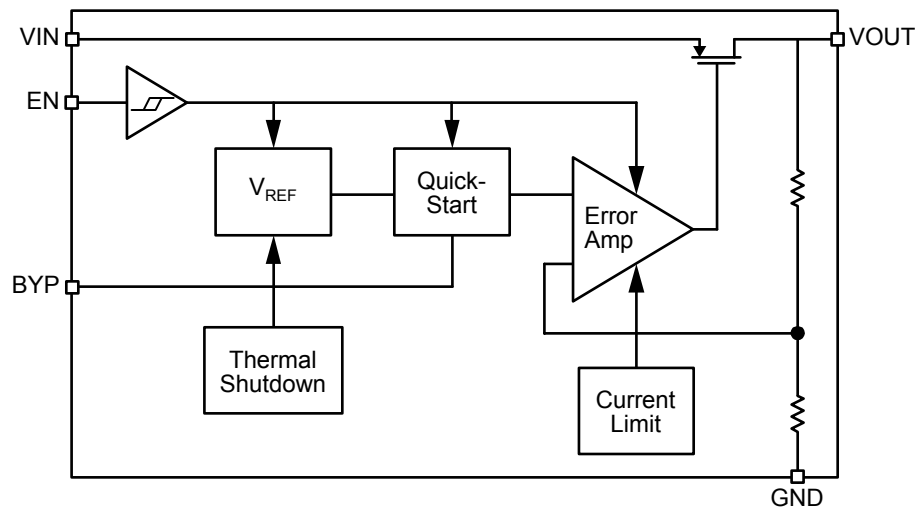 VIN
VOUT
EN
VREF
Quick-
Start
Error
Amp
BYP
Thermal
Shutdown
Current
Limit
GND